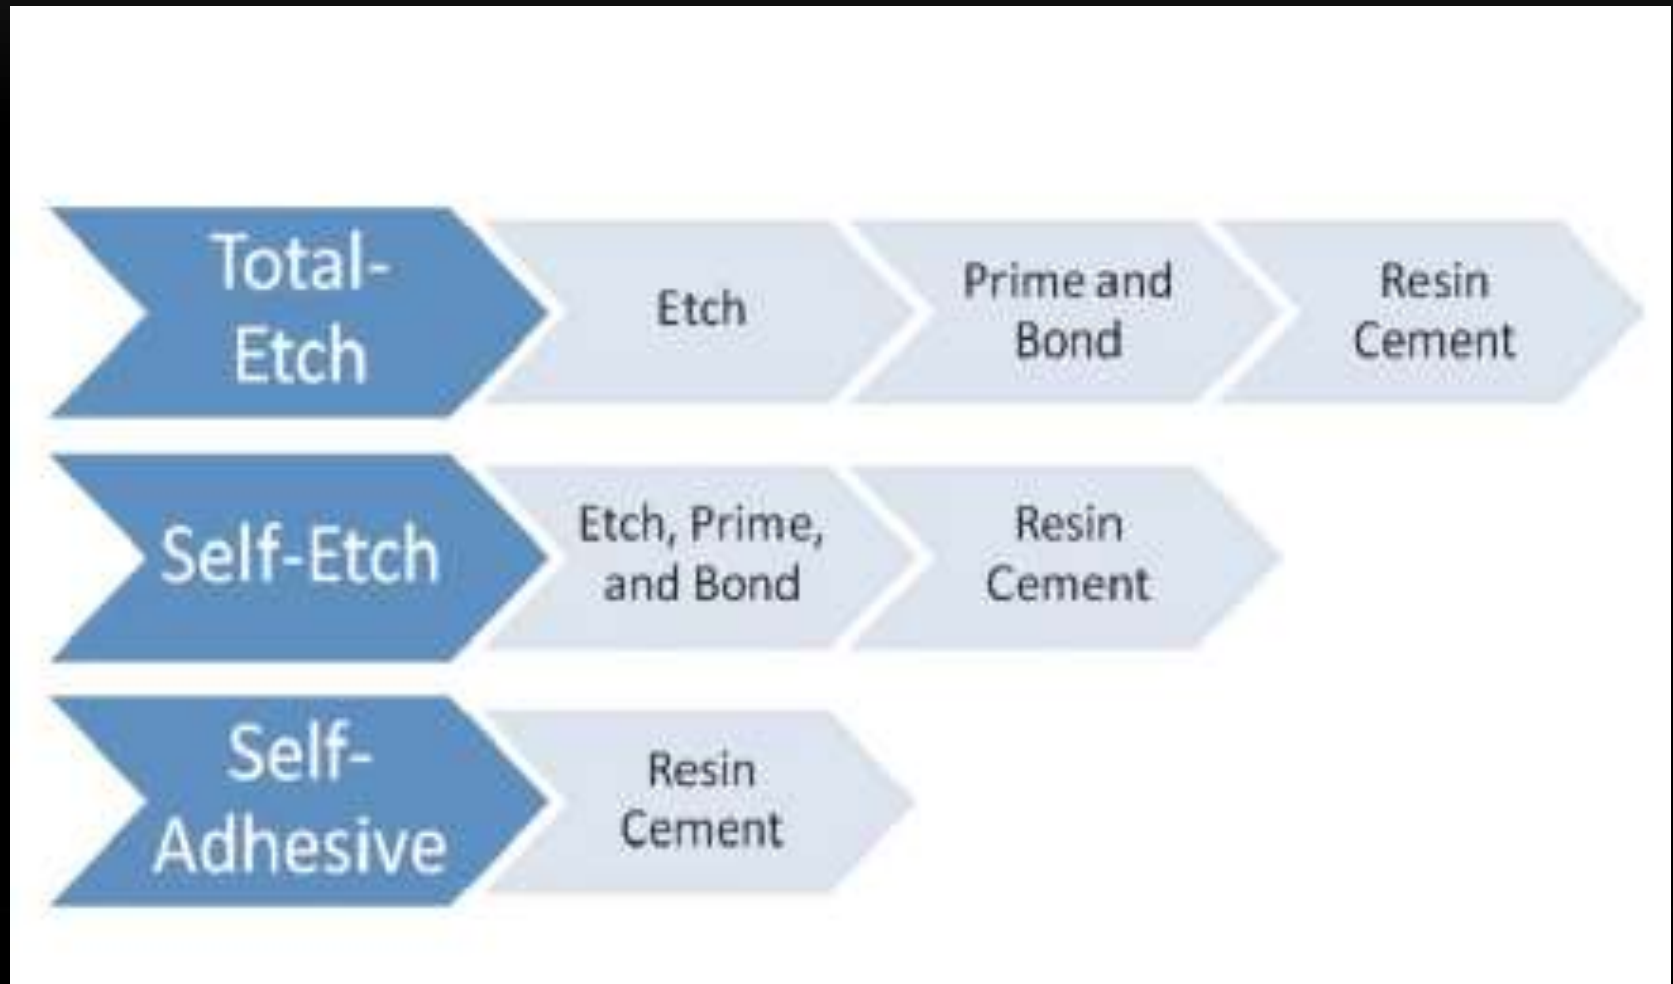 Total-
Etch
Etch
Prime and
Bond
Resin
Cement
Self-Etch
Etch, Prime,
and Bond
Resin
Cement
Self-
Adhesive
Resin
Cement